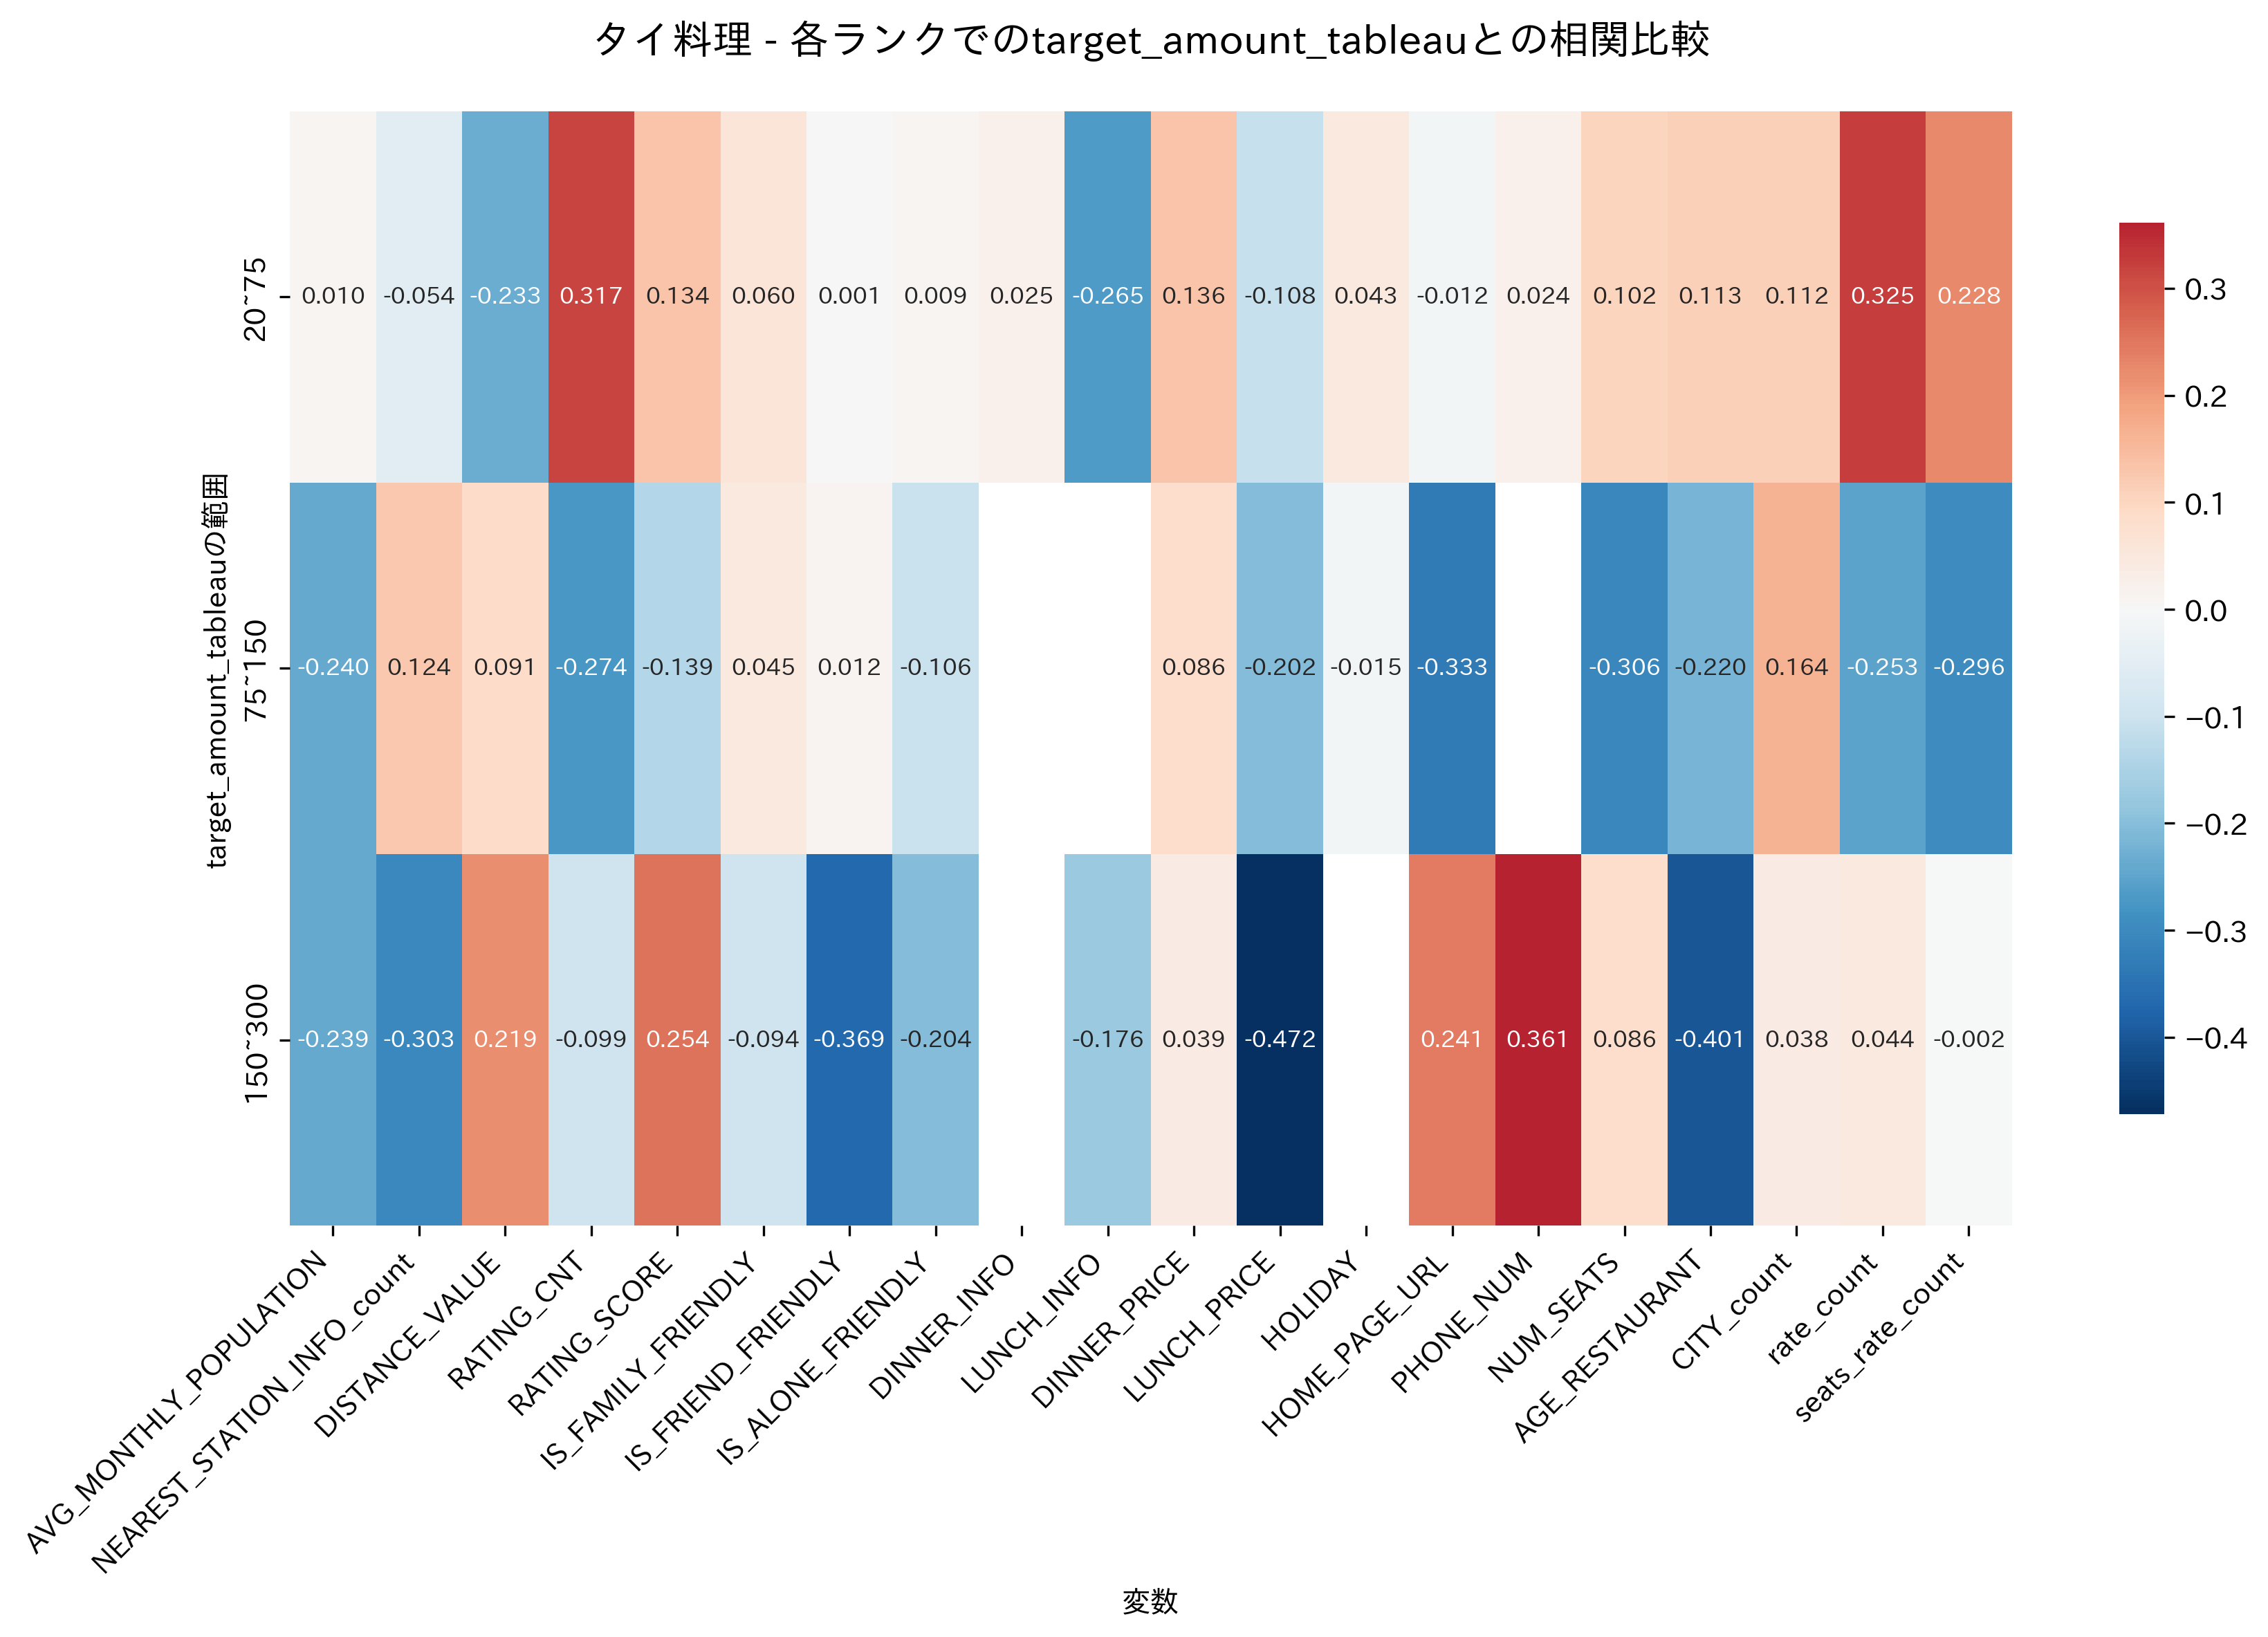 タイ料理 - 各ランクでのtarget_amount_tableauとの相関比較
target_amount_tableauの範囲
20~75
0.010 -0.054 -0.233 0.317 0.134 0.060 0.001 0.009 0.025 -0.265 0.136 -0.108 0.043 -0.012 0.024 0.102 0.113 0.112 0.325 0.228
75~150
-0.240 0.124 0.091 -0.274 -0.139 0.045 0.012 -0.106 0.086 -0.202 -0.015 -0.333 -0.306 -0.220 0.164 -0.253 -0.296
150~300
-0.239 -0.303 0.219 -0.099 0.254 -0.094 -0.369 -0.204 -0.176 0.039 -0.472 0.241 0.361 0.086 -0.401 0.038 0.044 -0.002
AVG_MONTHLY_POPULATION
NEAREST_STATION_INFO_count
DISTANCE_VALUE
RATING_CNT
RATING_SCORE
IS_FAMILY_FRIENDLY
IS_FRIEND_FRIENDLY
IS_ALONE_FRIENDLY
DINNER_INFO
LUNCH_INFO
DINNER_PRICE
LUNCH_PRICE
HOLIDAY
HOME_PAGE_URL
PHONE_NUM
NUM_SEATS
AGE_RESTAURANT
CITY_count
rate_count
seats_rate_count
変数
0.3
0.2
0.1
0.0
−0.1
−0.2
−0.3
−0.4